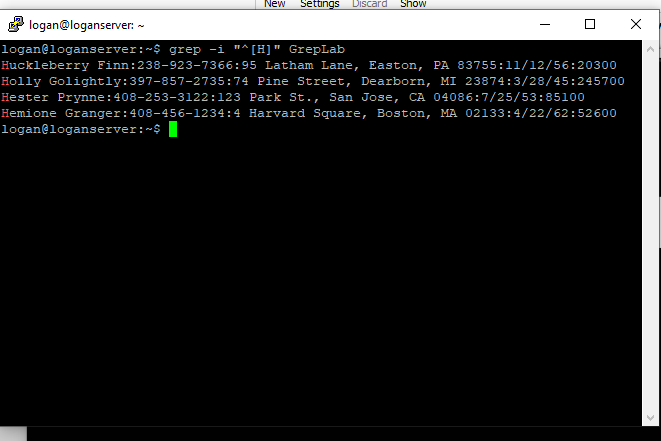 New Settings Discard Show
logan@loganserver: ~
logan@loganserver:~$ grep -i "^[H]" GrepLab
Huckleberry Finn:238-923-7366:95 Latham Lane, Easton, PA 83755:11/12/56:20300
Holly Golightly:397-857-2735:74 Pine Street, Dearborn, MI 23874:3/28/45:245700
Hester Prynne:408-253-3122:123 Park St., San Jose, CA 04086:7/25/53:85100
Hemione Granger:408-456-1234:4 Harvard Square, Boston, MA 02133:4/22/62:52600
logan@loganserver:~$